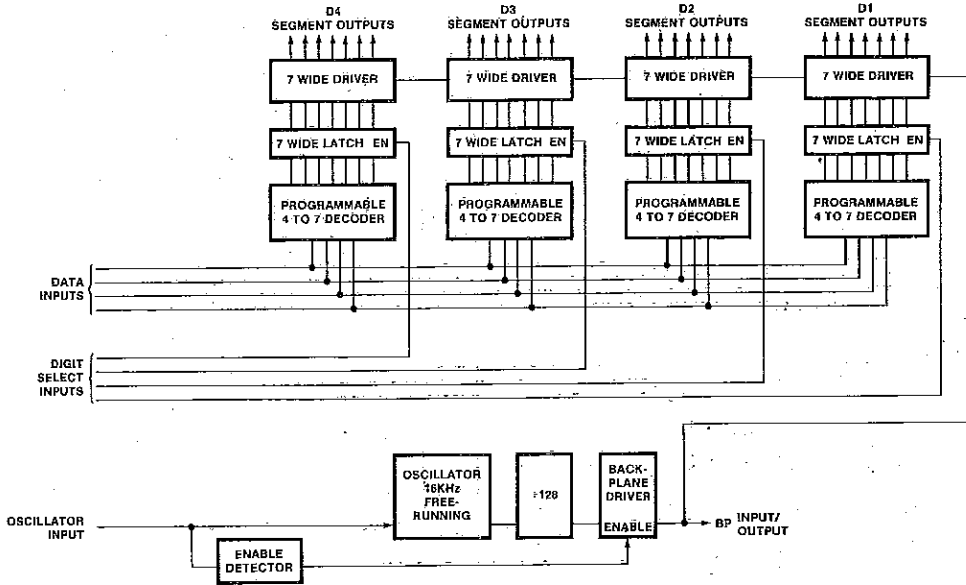 D4
SEGMENT OUTPUTS
D3
SEGMENT OUTPUTS
D2
SEGMENT OUTPUTS
D1
SEGMENT OUTPUTS
7 WIDE DRIVER
7 WIDE DRIVER
7 WIDE DRIVER
7 WIDE DRIVER
7 WIDE LATCH EN
7 WIDE LATCH EN
7 WIDE LATCH EN
7 WIDE LATCH EN
PROGRAMMABLE
4 TO 7 DECODER
PROGRAMMABLE
4 TO 7 DECODER
PROGRAMMABLE
4 TO 7 DECODER
PROGRAMMABLE
4 TO 7 DECODER
DATA
INPUTS
DIGIT
SELECT
INPUTS
OSCILLATOR
INPUT
OSCILLATOR
16KHz
FREE-
RUNNING
÷128
BACK-
PLANE
DRIVER
ENABLE
BP INPUT/
OUTPUT
ENABLE
DETECTOR